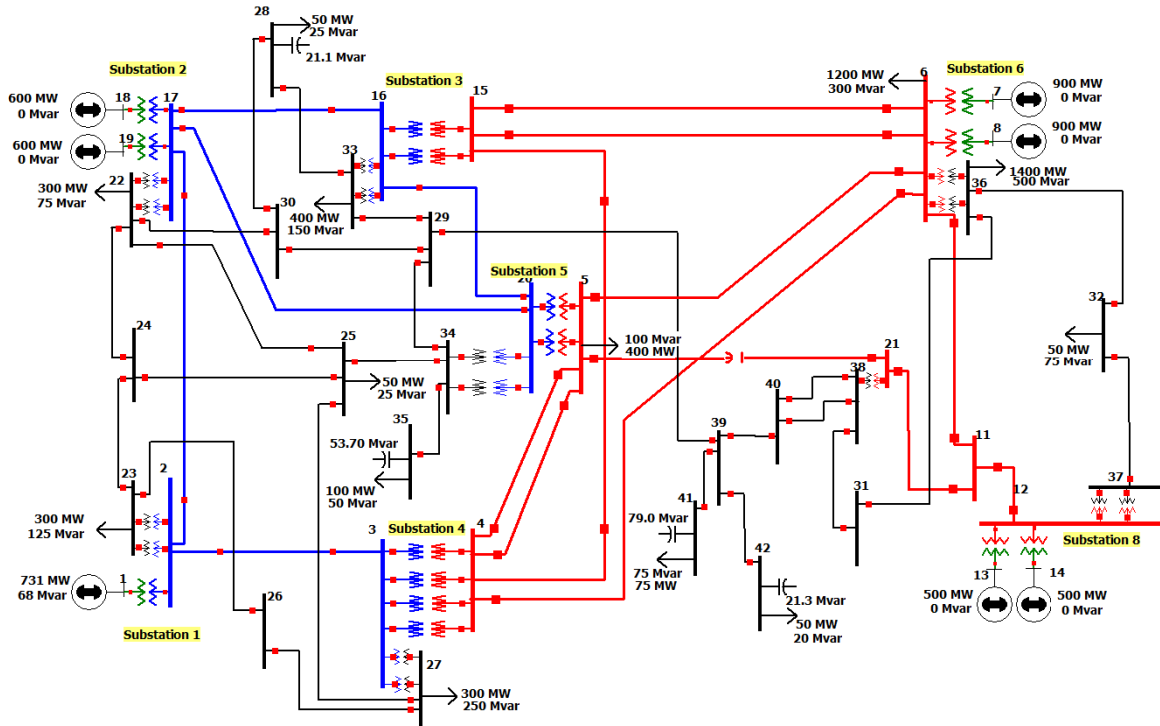 28
50 MW
25 Mvar
21.1 Mvar
Substation 2
Substation 3
Substation 6
600 MW
0 Mvar
18
17
16
15
1200 MW
300 Mvar
6
7
900 MW
0 Mvar
600 MW
0 Mvar
19
8
900 MW
0 Mvar
300 MW
75 Mvar
22
33
400 MW
150 Mvar
36
1400 MW
500 Mvar
30
29
Substation 5
5
24
25
34
100 Mvar
400 MW
50 MW
25 Mvar
21
38
40
32
50 MW
75 Mvar
35
53.70 Mvar
100 MW
50 Mvar
39
11
23
2
300 MW
125 Mvar
3
Substation 4
4
41
79.0 Mvar
75 Mvar
75 MW
31
12
37
Substation 8
731 MW
68 Mvar
1
Substation 1
26
27
300 MW
250 Mvar
42
21.3 Mvar
50 MW
20 Mvar
13
14
500 MW
0 Mvar
500 MW
0 Mvar